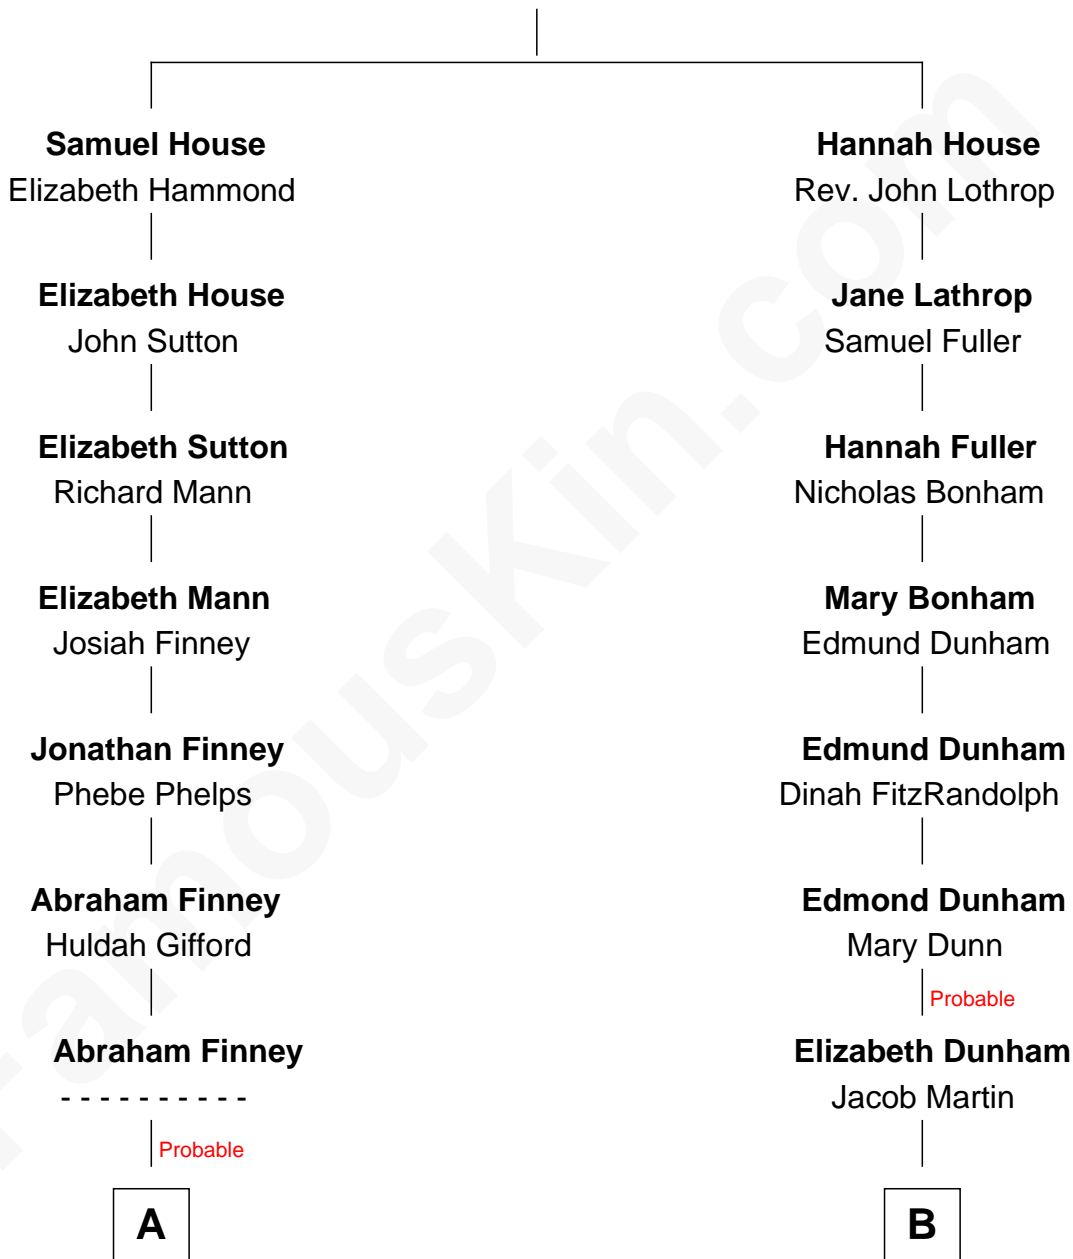 Samuel House
Elizabeth Hammond
Elizabeth House
John Sutton
Elizabeth Sutton
Richard Mann
Elizabeth Mann
Josiah Finney
Jonathan Finney
Phebe Phelps
Abraham Finney
Huldah Gifford
Abraham Finney
- - - - - - - - - -
Probable
A
Hannah House
Rev. John Lothrop
Jane Lathrop
Samuel Fuller
Hannah Fuller
Nicholas Bonham
Mary Bonham
Edmund Dunham
Edmund Dunham
Dinah FitzRandolph
Edmond Dunham
Mary Dunn
Probable
Elizabeth Dunham
Jacob Martin
B
FamousKin.com